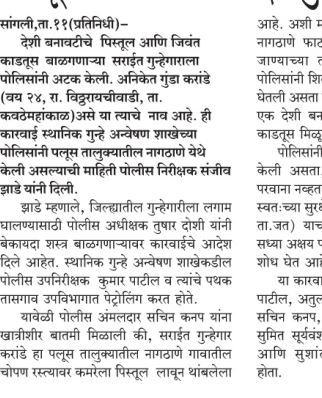 सांगली,ता.११(प्रतिनिधी)–
देशी बनावटीचे पिस्तूल आणि जिवंत
काडतूस बाळगणाऱ्या सराईत गुन्हेगाराला
पोलिसांनी अटक केली. अनिकेत गुंडा करांडे
(वय २४, रा. विठ्ठुरायचीवाडी, ता.
कवठेमहांकाळ)असे या त्याचे नाव आहे. ही
कारवाई स्थानिक गुन्हे अन्वेषण शाखेच्या
पोलिसांनी पलूस तालुक्यातील नागठाणे येथे
केली असल्याची माहिती पोलीस निरीक्षक संजीव
झाडे यांनी दिली.
झाडे म्हणाले, जिल्ह्यातील गुन्हेगारीला लगाम
घालण्यासाठी पोलीस अधीक्षक तुषार दोशी यांनी
बेकायदा शस्त्र बाळगणाऱ्यावर कारवाईचे आदेश
दिले आहेत. स्थानिक गुन्हे अन्वेषण शाखेकडील
पोलीस उपनिरीक्षक कुमार पाटील व त्यांचे पथक
तासगाव उपविभागात पेट्रोलिंग करत होते.
यावेळी पोलीस अंमलदार सचिन कनप यांना
खात्रीशीर बातमी मिळाली की, सराईत गुन्हेगार
करांडे हा पलूस तालुक्यातील नागठाणे गावातील
चोपण रस्त्यावर कमरेला पिस्तूल लावून थांबलेला
आहे. अशी म
नागठाणे फाट
जाण्याच्या त
पोलिसांनी शि
घेतली असता
एक देशी बन
काडतूस मिळू
पोलिसांनी
केली असता
परवाना नव्हत
स्वतःच्या सुरक्षे
ता.जत) याच
सध्या अक्षय प
शोध घेत आहे
या कारवा
पाटील, अतुल
सचिन कनप,
सुमित सूर्यवंश
आणि सुशां
होता.